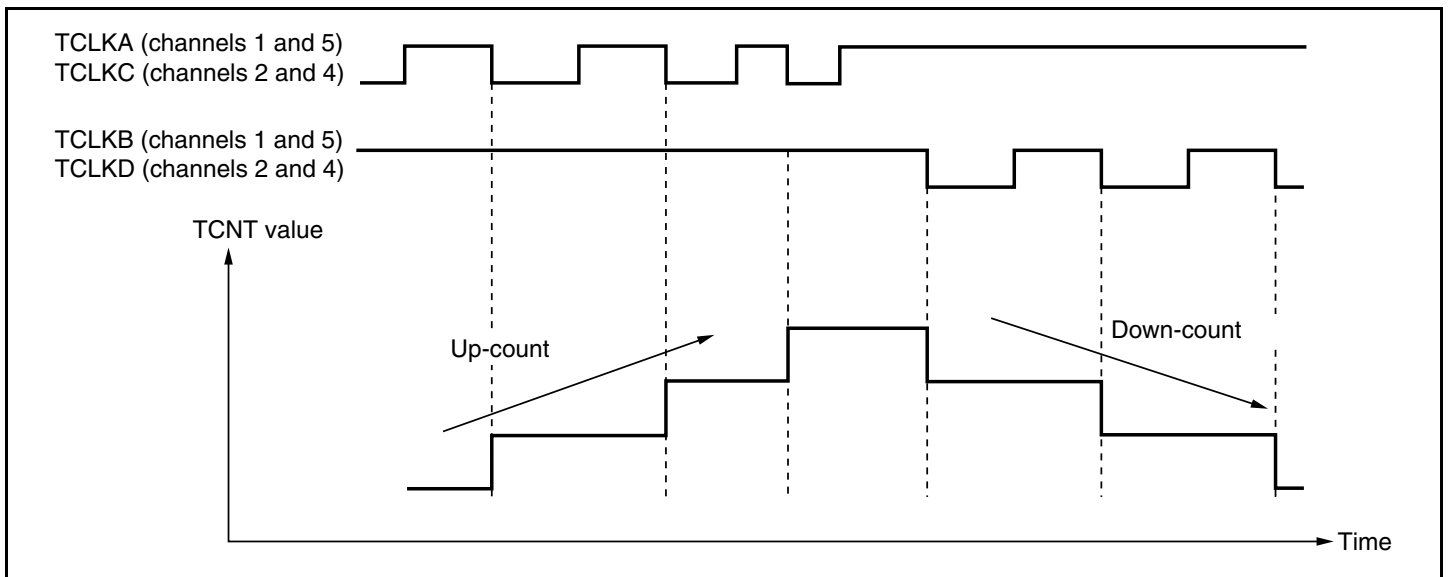 TCLKA (channels 1 and 5)
TCLKC (channels 2 and 4)
TCLKB (channels 1 and 5)
TCLKD (channels 2 and 4)
TCNT value
Up-count
Down-count
Time